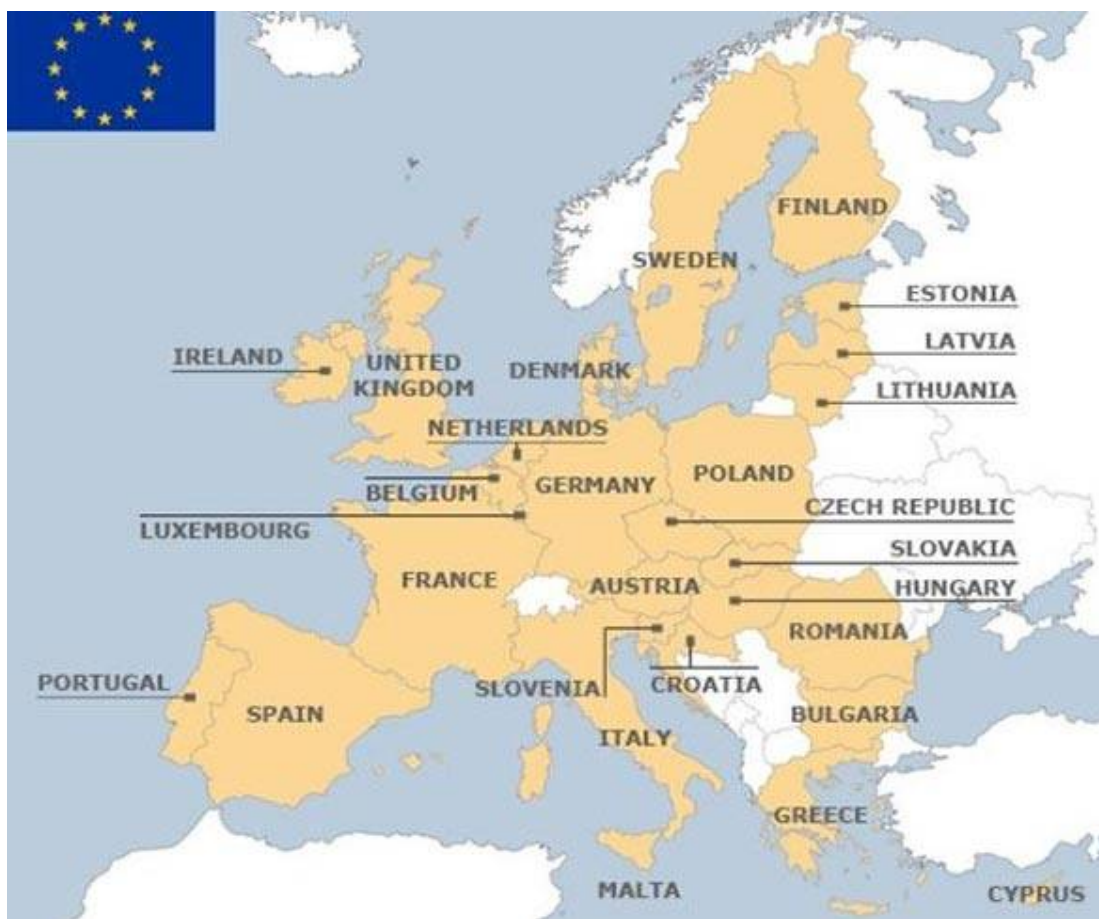 FINLAND
SWEDEN
ESTONIA
IRELAND
LATVIA
UNITED
KINGDOM
DENMARK
LITHUANIA
NETHERLANDS
POLAND
BELGIUM
GERMANY
CZECH REPUBLIC
LUXEMBOURG
SLOVAKIA
FRANCE
AUSTRIA
HUNGARY
ROMANIA
PORTUGAL
SLOVENIA
CROATIA
SPAIN
BULGARIA
ITALY
GREECE
MALTA
CYPRUS